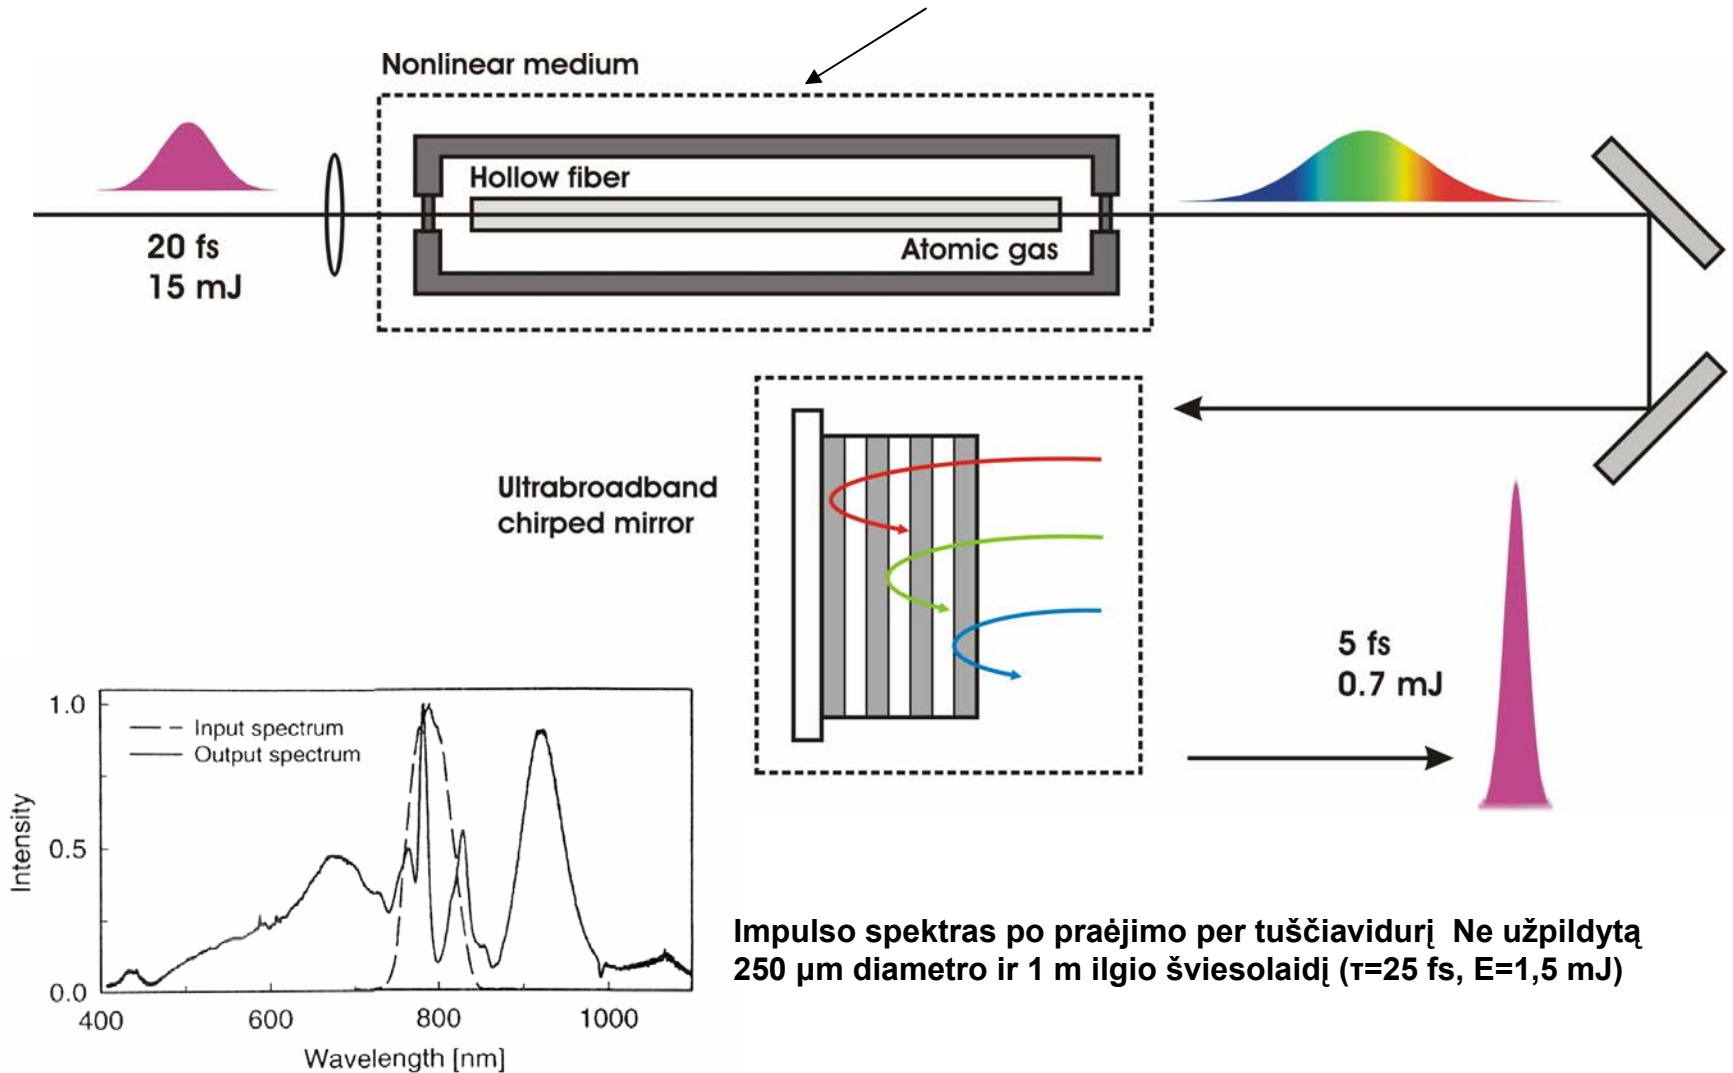 Nonlinear medium
Hollow fiber
Atomic gas
20 fs
15 mJ
Ultrabroadband
chirped mirror
5 fs
0.7 mJ
1.0
0.5
0.0
Intensity
Input spectrum
Output spectrum
400
600
800
1000
Wavelength [nm]
Impulso spektras po praėjimo per tuščiavidurį Ne užpildytą
250 μm diametro ir 1 m ilgio šviesolaidį (τ=25 fs, E=1,5 mJ)